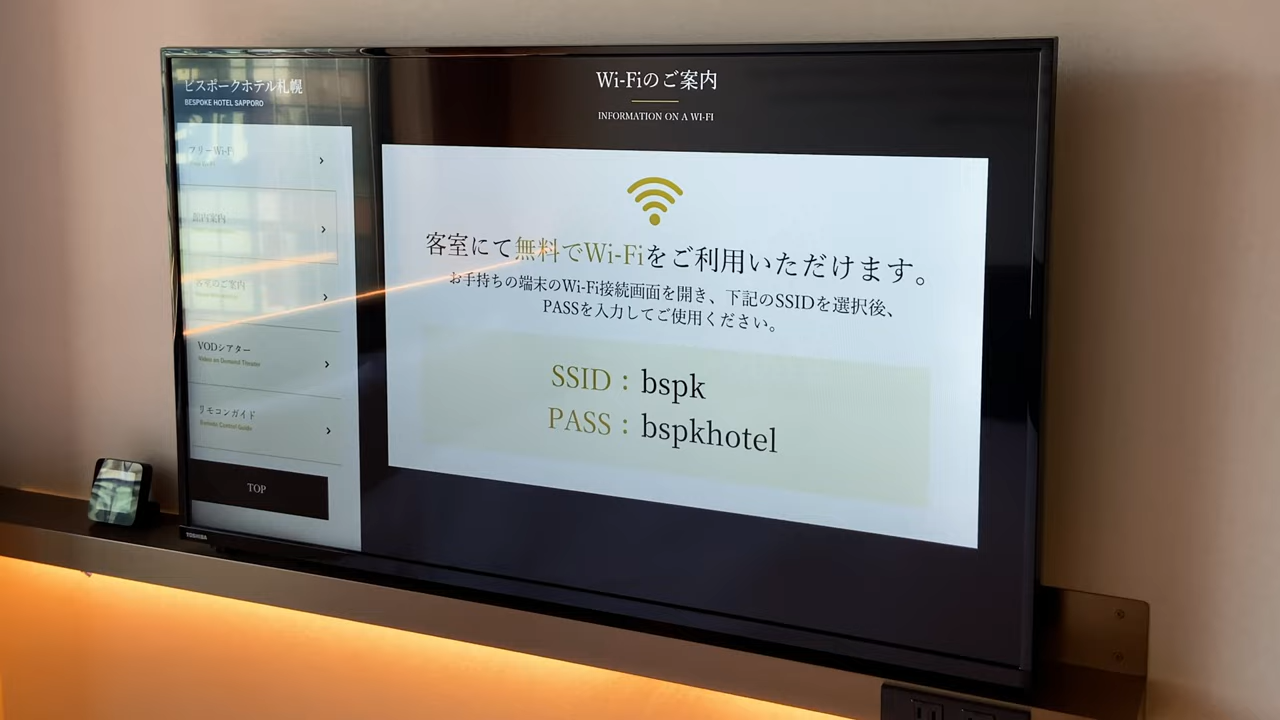 ビスポークホテル札幌
BESPOKE HOTEL SAPPORO
フリーWi-Fi
館内案内
客室のご案内
VODシアター
Video on Demand Theater
リモコンガイド
Remote Control Guide
TOP
Wi-Fiのご案内
INFORMATION ON A WI-FI
客室にて無料でWi-Fiをご利用いただけます。
お手持ちの端末のWi-Fi接続画面を開き、下記のSSIDを選択後、
PASSを入力してご使用ください。
SSID：bspk
PASS：bspkhotel
TOSHIBA